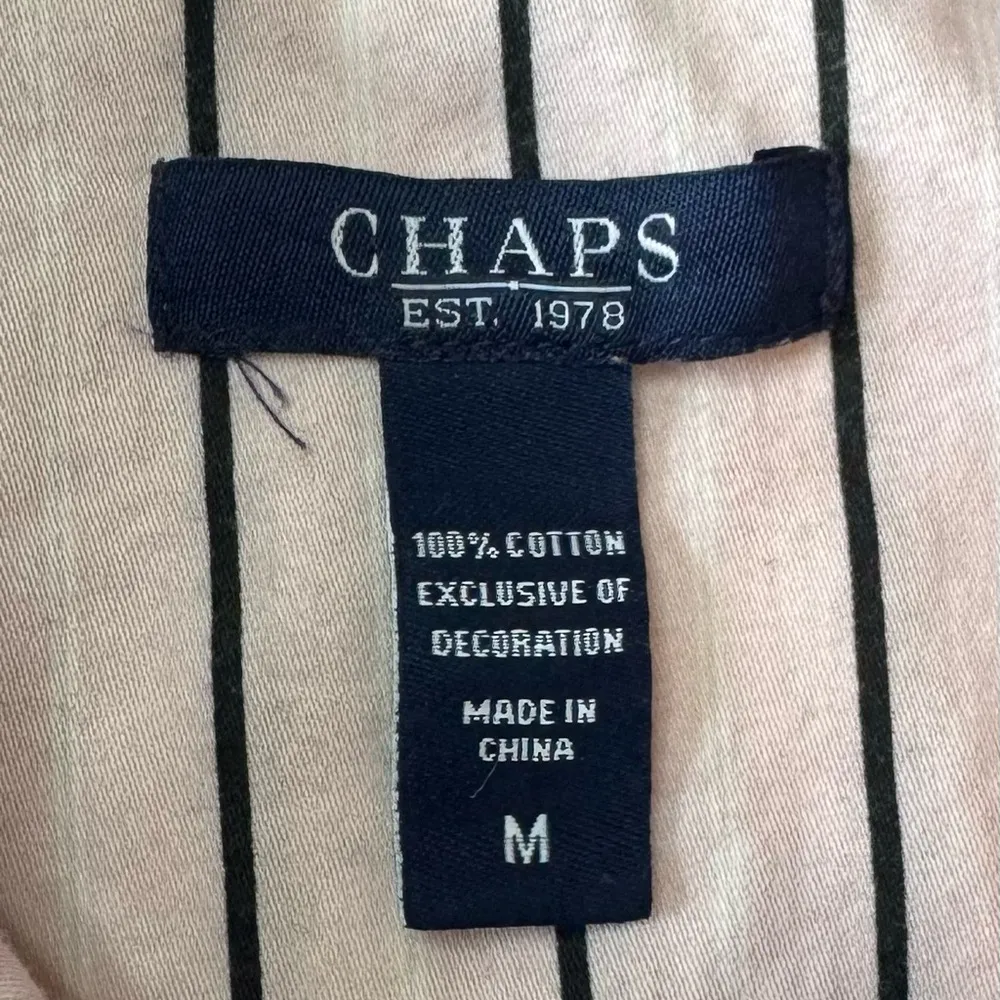 CHAPS
EST. 1978
100% COTTON
EXCLUSIVE OF
DECORATION
MADE IN
CHINA
M